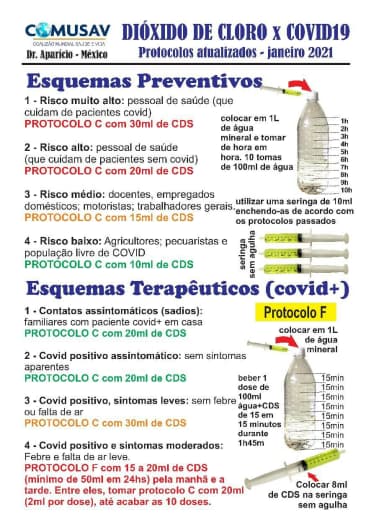 COMUSAV
COALIZÃO MUNDIAL SAÚDE E VIDA
Dr. Aparício - México
DIÓXIDO DE CLORO x COVID19
Protocolos atualizados - janeiro 2021
Esquemas Preventivos
1 - Risco muito alto: pessoal de saúde (que
cuidam de pacientes covid)
PROTOCOLO C com 30ml de CDS
2 - Risco alto: pessoal de saúde
(que cuidam de pacientes sem covid)
PROTOCOLO C com 20ml de CDS
3 - Risco médio: docentes, empregados
domésticos; motoristas; trabalhadores gerais.
PROTOCOLO C com 15ml de CDS
4 - Risco baixo: Agricultores; pecuaristas e
população livre de COVID
PROTOCOLO C com 10ml de CDS
colocar em 1L
de água
mineral e tomar
de hora em
hora. 10 tomas
de 100ml de água
1h
2h
3h
4h
5h
6h
7h
8h
9h
10h
utilizar uma seringa de 10ml
enchendo-as de acordo com
os protocolos passados
seringa
sem agulha
Esquemas Terapêuticos (covid+)
1 - Contatos assintomáticos (sadios):
familiares com paciente covid+ em casa
PROTOCOLO C com 20ml de CDS
2 - Covid positivo assintomático: sem sintomas
aparentes
PROTOCOLO C com 20ml de CDS
3 - Covid positivo, sintomas leves: sem febre
ou falta de ar
PROTOCOLO C com 30ml de CDS
4 - Covid positivo e sintomas moderados:
Febre e falta de ar leve.
PROTOCOLO F com 15 a 20ml de CDS
(mínimo de 50ml em 24hs) pela manhã e a
tarde. Entre eles, tomar protocolo C com 20ml
(2ml por dose), até acabar as 10 doses.
Protocolo F
colocar em 1L
de água
mineral
beber 1
dose de
100ml
água+CDS
de 15 em
15 minutos
durante
1h45m
15min
15min
15min
15min
15min
15min
15min
15min
Colocar 8ml
de CDS na seringa
sem agulha